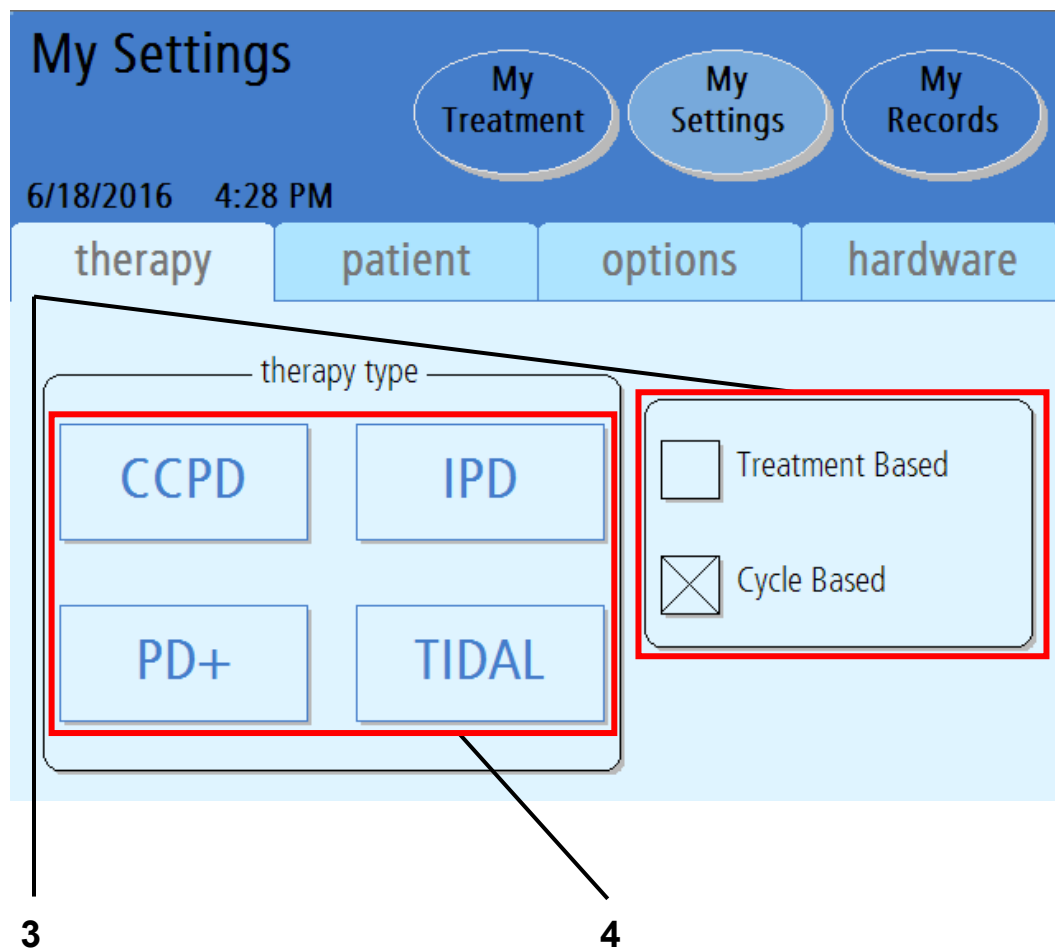 My Settings
My
Treatment
My
Settings
My
Records
6/18/2016 4:28 PM
therapy
patient
options
hardware
therapy type
CCPD
IPD
PD+
TIDAL
Treatment Based
Cycle Based
3
4